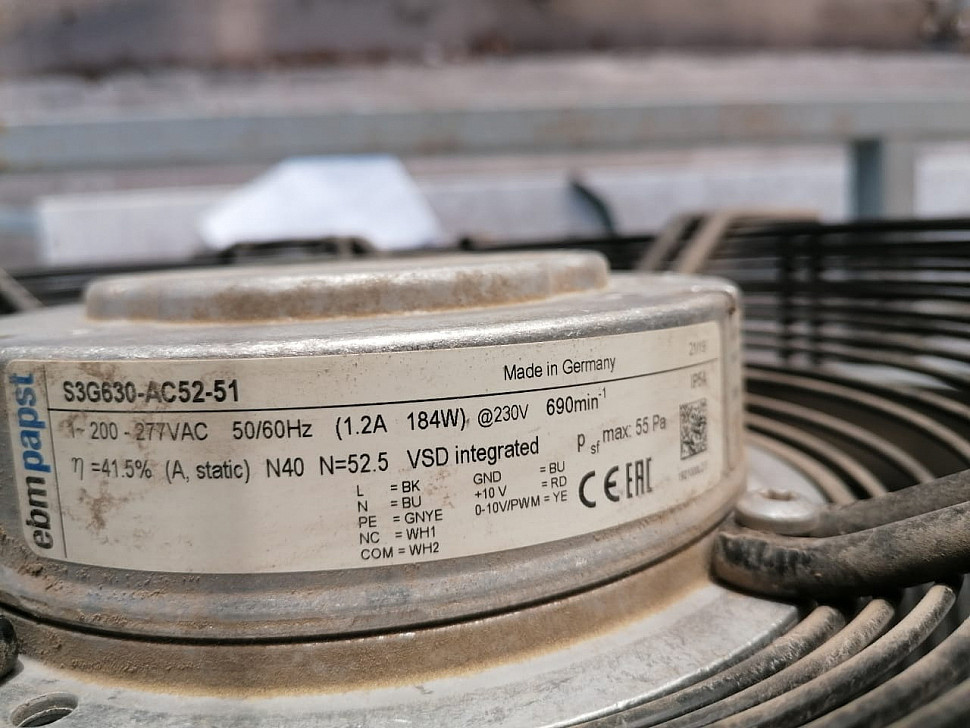 ebmpapst
S3G630-AC52-51 Made in Germany
1~ 200 - 277VAC 50/60Hz (1.2A 184W) @230V 690min⁻¹ IP54
η =41.5% (A, static) N40 N=52.5 VSD integrated p sf max: 55 Pa
L = BK
N = BU
PE = GNYE
NC = WH1
COM = WH2
GND = BU
+10 V = RD
0-10V/PWM = YE
CE EAC